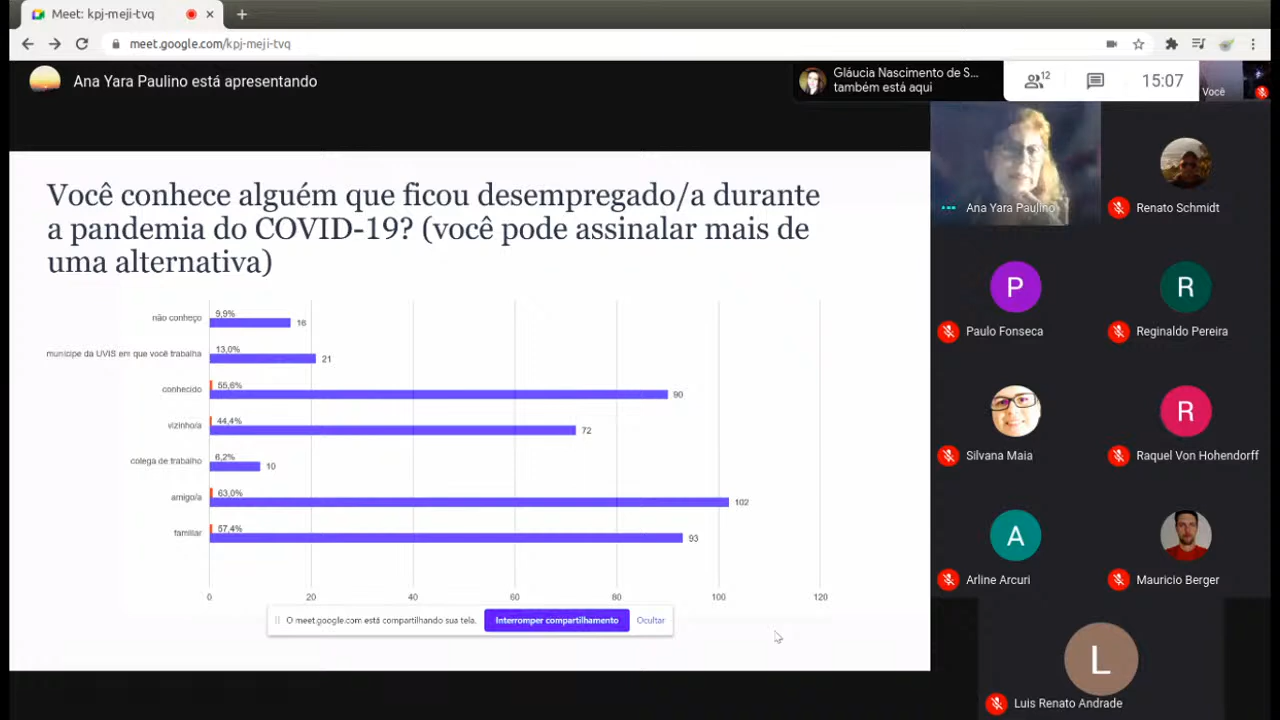 Meet: kpj-meji-tvq
meet.google.com/kpj-meji-tvq
Ana Yara Paulino está apresentando
Gláucia Nascimento de S...
também está aqui
12
15:07
Você
Você conhece alguém que ficou desempregado/a durante
a pandemia do COVID-19? (você pode assinalar mais de
uma alternativa)
não conheço 9,9% 16
munícipe da UVIS em que você trabalha 13,0% 21
conhecido 55,6% 90
vizinho/a 44,4% 72
colega de trabalho 6,2% 10
amigo/a 63,0% 102
familiar 57,4% 93
0 20 40 60 80 100 120
O meet.google.com está compartilhando sua tela. Interromper compartilhamento Ocultar
Ana Yara Paulino
Renato Schmidt
P
Paulo Fonseca
R
Reginaldo Pereira
Silvana Maia
R
Raquel Von Hohendorff
A
Arline Arcuri
Mauricio Berger
L
Luis Renato Andrade